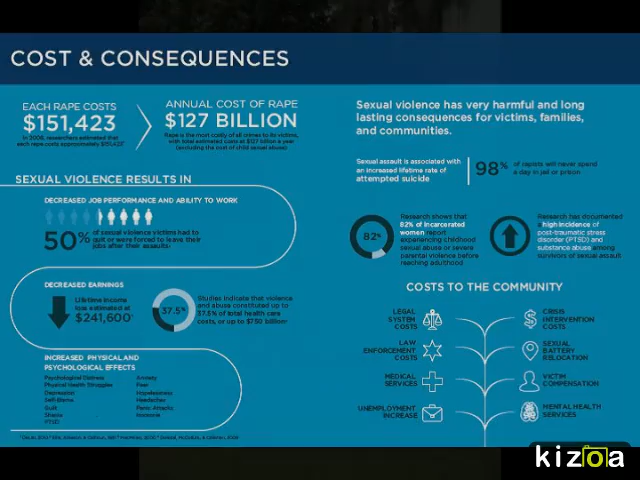 COST & CONSEQUENCES
EACH RAPE COSTS
$151,423
In 2008, researchers estimated that
each rape costs approximately $151,423
ANNUAL COST OF RAPE
$127 BILLION
Rape is the most costly of all crimes to its victims,
with total estimated costs at $127 billion a year
(excluding the cost of child sexual abuse)
SEXUAL VIOLENCE RESULTS IN
DECREASED JOB PERFORMANCE AND ABILITY TO WORK
50%
of sexual violence victims had to
quit or were forced to leave their
jobs after their assaults
DECREASED EARNINGS
Lifetime income
loss estimated at
$241,600
37.5%
Studies indicate that violence
and abuse constituted up to
37.5% of total health care
costs, or up to $750 billion
INCREASED PHYSICAL AND
PSYCHOLOGICAL EFFECTS
Psychological Distress
Physical Health Struggles
Depression
Self-Blame
Guilt
Shame
PTSD
Anxiety
Fear
Hopelessness
Headaches
Panic Attacks
Insomnia
Sexual violence has very harmful and long
lasting consequences for victims, families,
and communities.
Sexual assault is associated with
an increased lifetime rate of
attempted suicide
98%
of rapists will never spend
a day in jail or prison
82%
Research shows that
82% of incarcerated
women report
experiencing childhood
sexual abuse or severe
parental violence before
reaching adulthood
Research has documented
a high incidence of
post-traumatic stress
disorder (PTSD) and
substance abuse among
survivors of sexual assault
COSTS TO THE COMMUNITY
LEGAL
SYSTEM
COSTS
CRISIS
INTERVENTION
COSTS
LAW
ENFORCEMENT
COSTS
SEXUAL
BATTERY
RELOCATION
MEDICAL
SERVICES
VICTIM
COMPENSATION
UNEMPLOYMENT
INCREASE
MENTAL HEALTH
SERVICES
kizoa